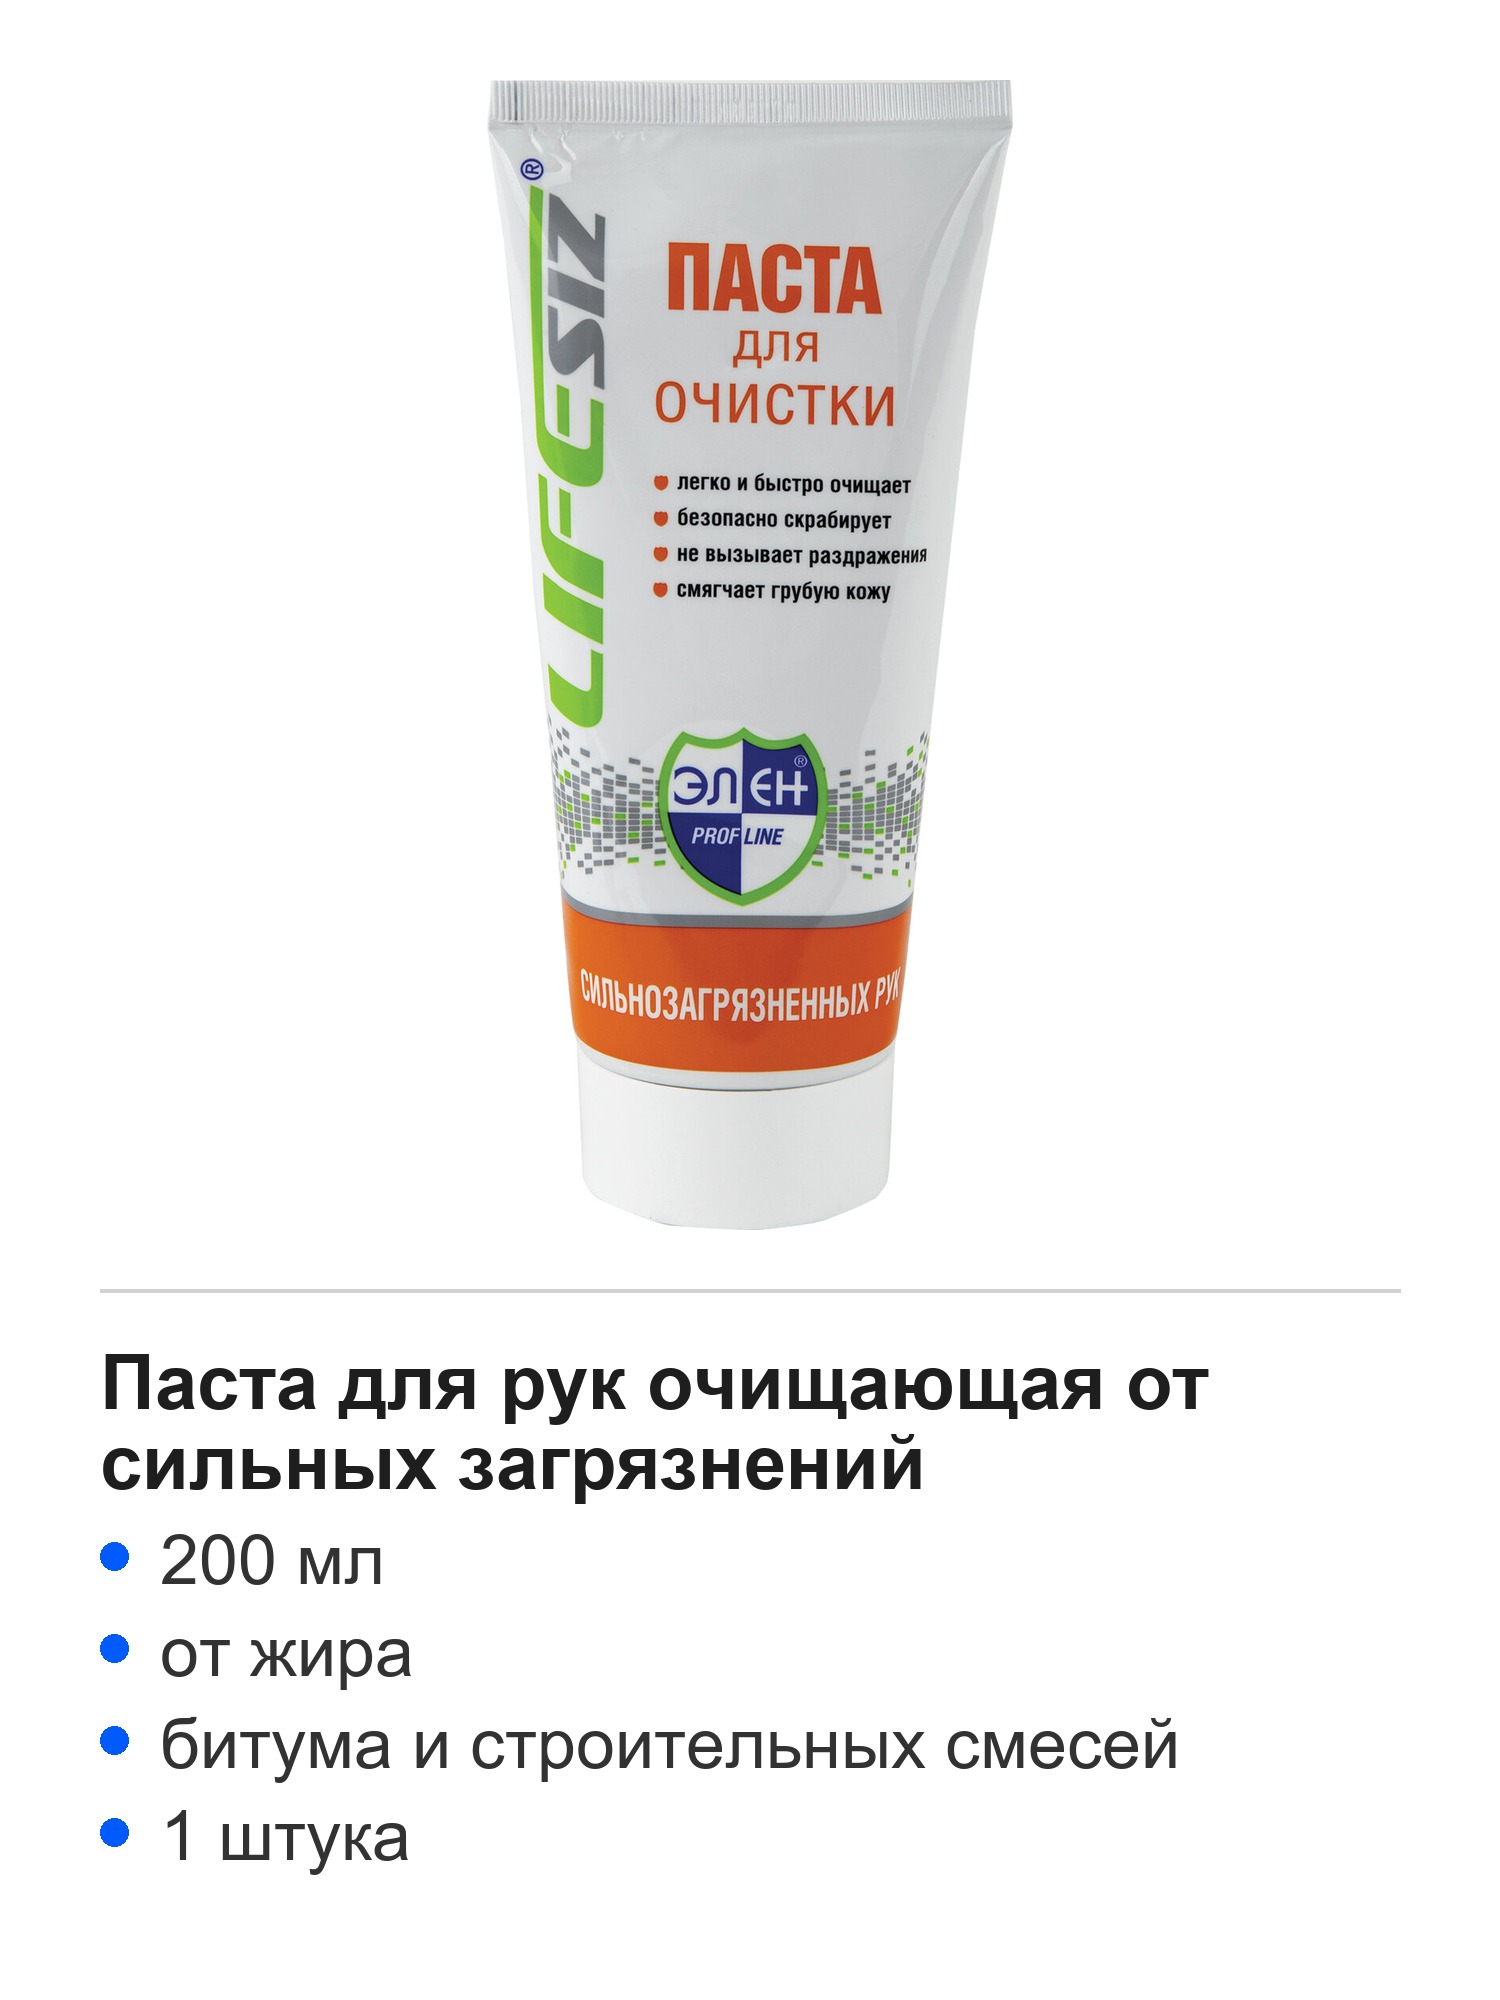 LIFESIZ®
ПАСТА
для
ОЧИСТКИ
легко и быстро очищает
безопасно скрабирует
не вызывает раздражения
смягчает грубую кожу
ЭЛЕН®
PROF LINE
СИЛЬНОЗАГРЯЗНЕННЫХ РУК
Паста для рук очищающая от
сильных загрязнений
200 мл
от жира
битума и строительных смесей
1 штука